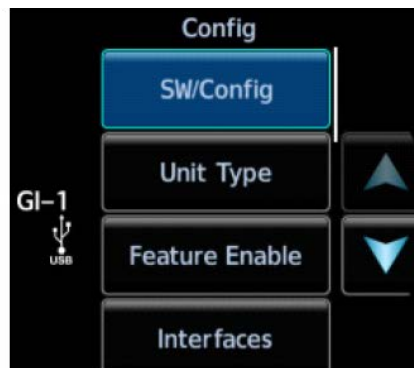 Config
SW/Config
Unit Type
GI-1
USB
Feature Enable
Interfaces